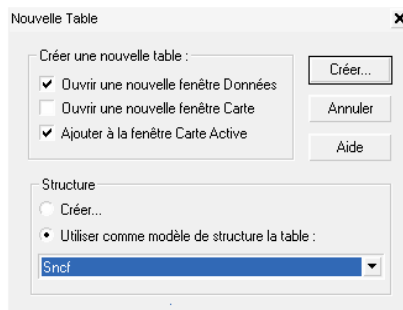 Nouvelle Table
Créer une nouvelle table :
Ouvrir une nouvelle fenêtre Données
Ouvrir une nouvelle fenêtre Carte
Ajouter à la fenêtre Carte Active
Créer...
Annuler
Aide
Structure
Créer...
Utiliser comme modèle de structure la table :
Sncf